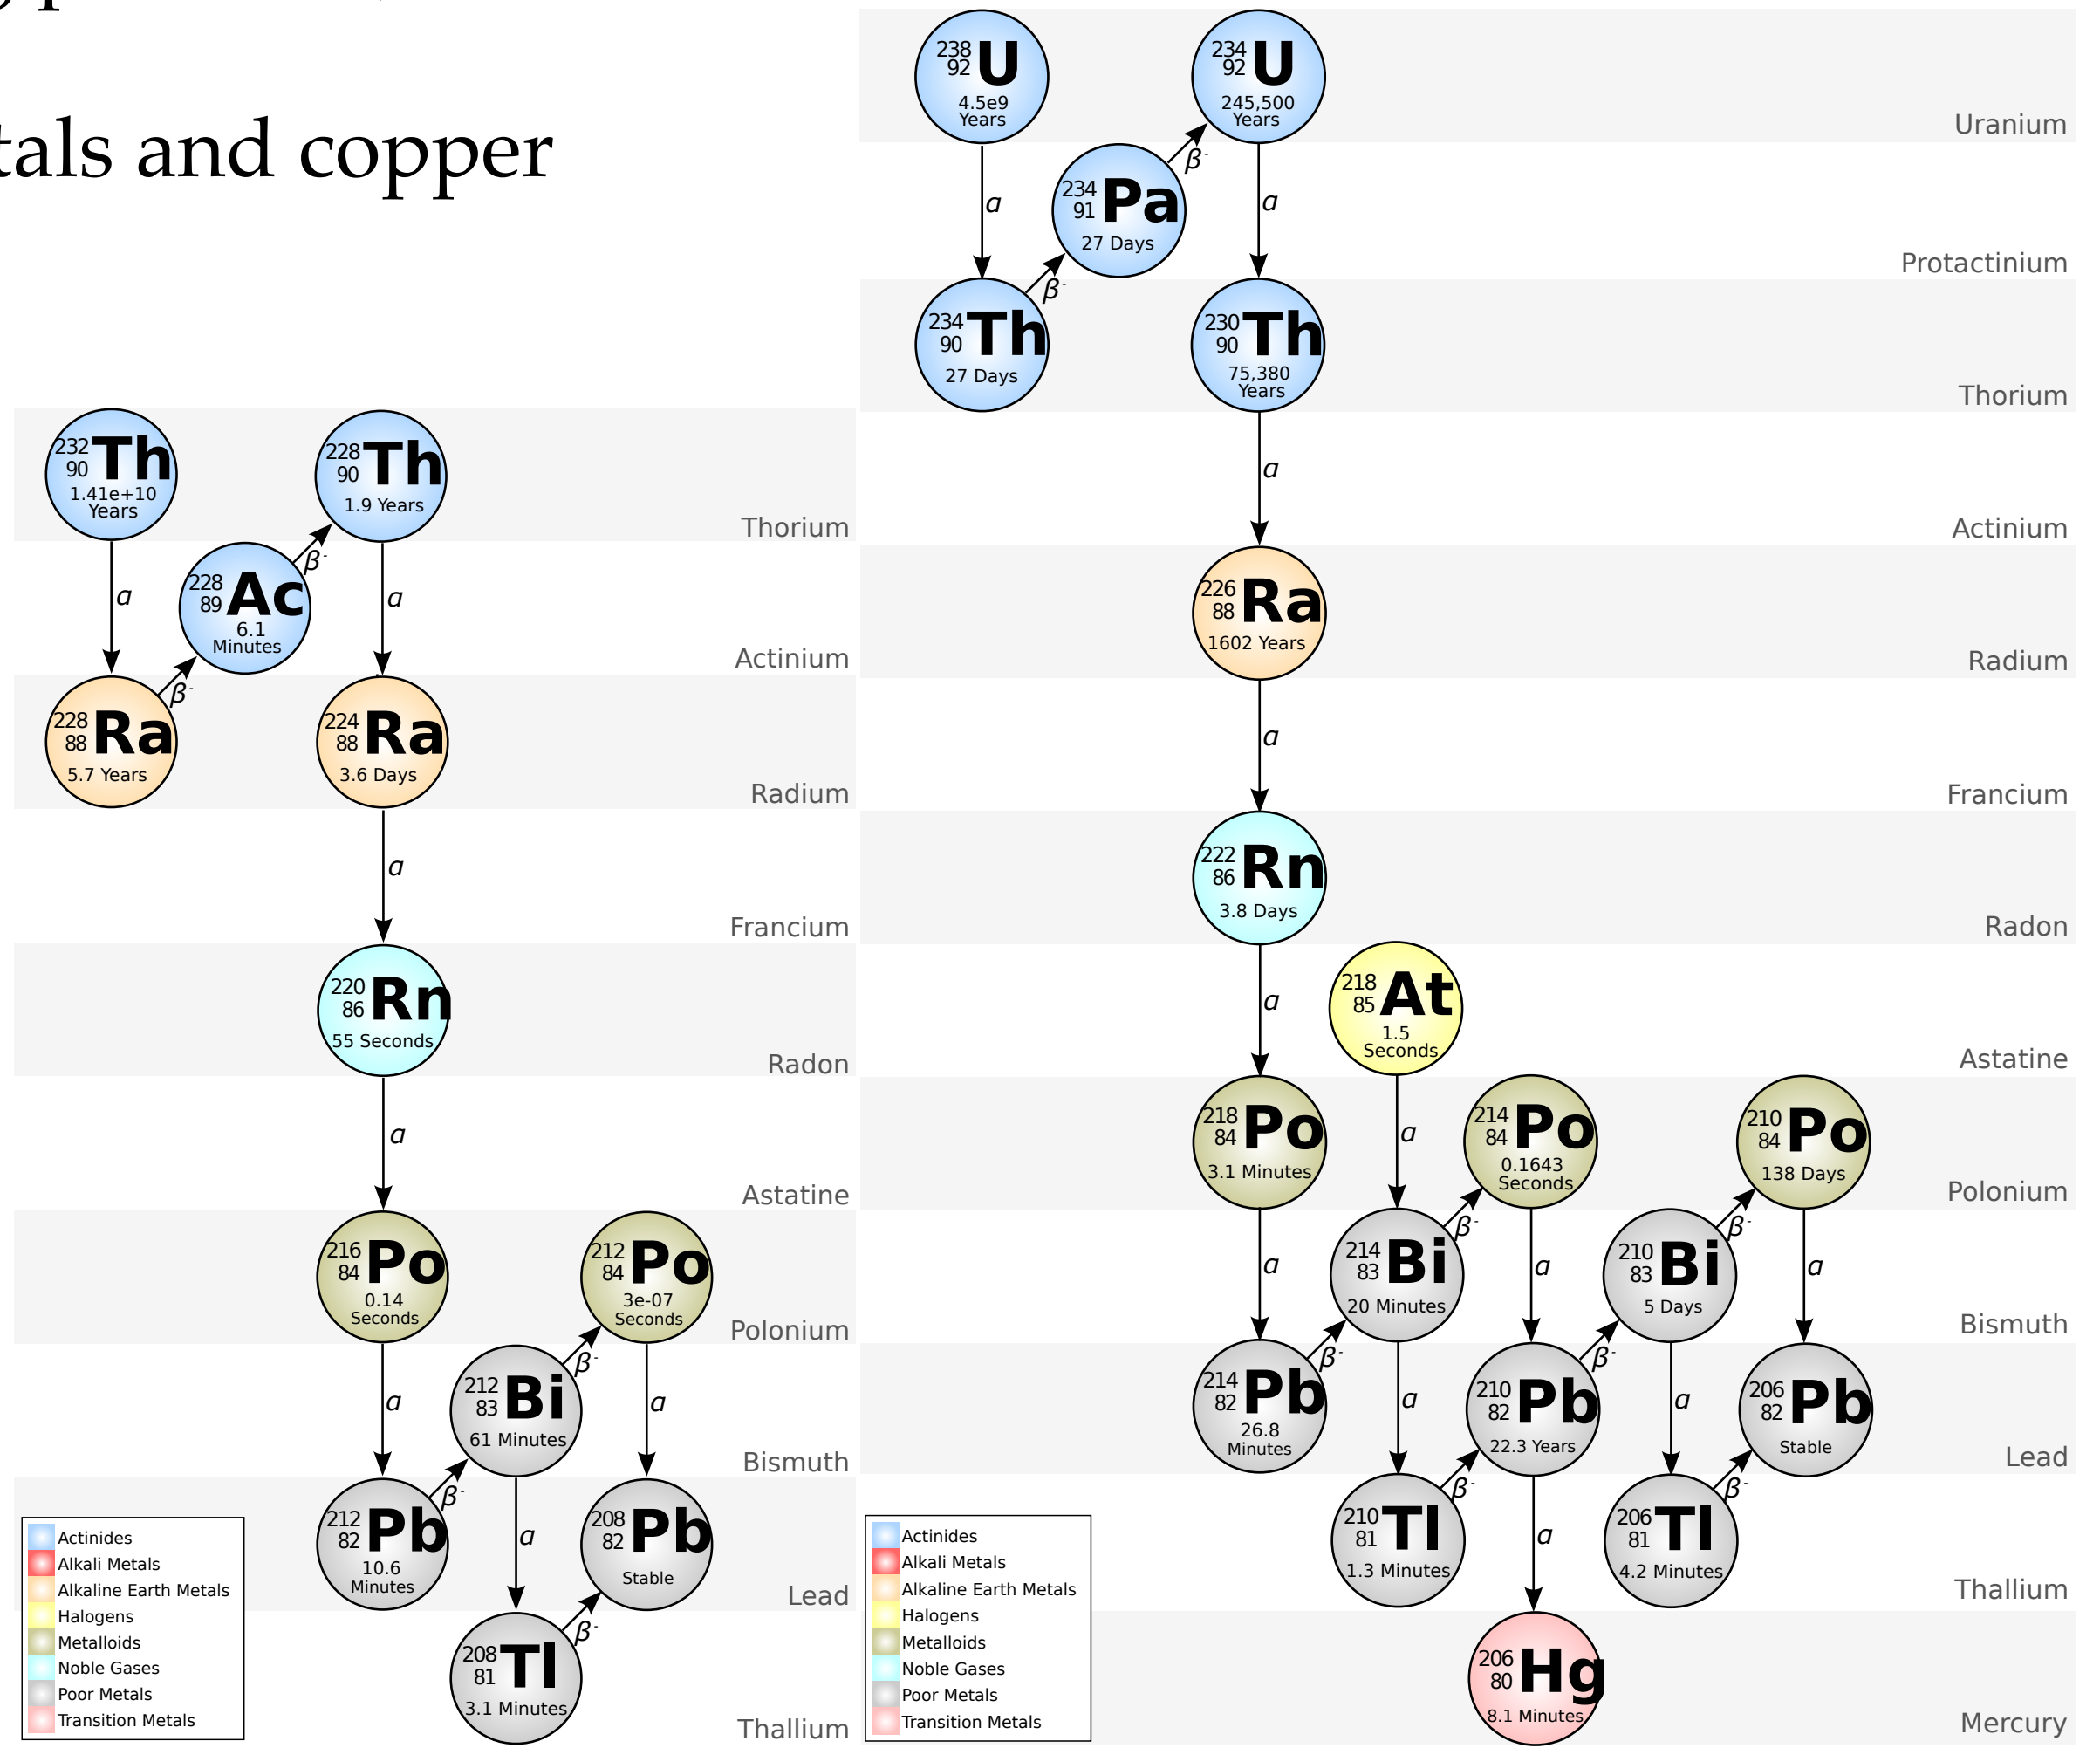 tals and copper
232
90
Th
1.41e+10
Years
228
90
Th
1.9 Years
Thorium
α
228
89
Ac
6.1
Minutes
β-
β-
α
Actinium
228
88
Ra
5.7 Years
224
88
Ra
3.6 Days
Radium
α
Francium
220
86
Rn
55 Seconds
Radon
α
Astatine
216
84
Po
0.14
Seconds
212
84
Po
3e-07
Seconds
Polonium
α
212
83
Bi
61 Minutes
β-
β-
α
Bismuth
212
82
Pb
10.6
Minutes
α
208
82
Pb
Stable
Lead
208
81
Tl
3.1 Minutes
β-
Thallium
Actinides
Alkali Metals
Alkaline Earth Metals
Halogens
Metalloids
Noble Gases
Poor Metals
Transition Metals
238
92
U
4.5e9
Years
234
92
U
245,500
Years
Uranium
α
234
91
Pa
27 Days
β-
β-
α
Protactinium
234
90
Th
27 Days
230
90
Th
75,380
Years
Thorium
α
Actinium
226
88
Ra
1602 Years
Radium
α
Francium
222
86
Rn
3.8 Days
Radon
α
218
85
At
1.5
Seconds
Astatine
218
84
Po
3.1 Minutes
α
214
84
Po
0.1643
Seconds
210
84
Po
138 Days
Polonium
α
214
83
Bi
20 Minutes
β-
β-
α
210
83
Bi
5 Days
β-
β-
α
Bismuth
214
82
Pb
26.8
Minutes
α
210
82
Pb
22.3 Years
α
206
82
Pb
Stable
Lead
210
81
Tl
1.3 Minutes
β-
α
206
81
Tl
4.2 Minutes
β-
Thallium
206
80
Hg
8.1 Minutes
Mercury
Actinides
Alkali Metals
Alkaline Earth Metals
Halogens
Metalloids
Noble Gases
Poor Metals
Transition Metals